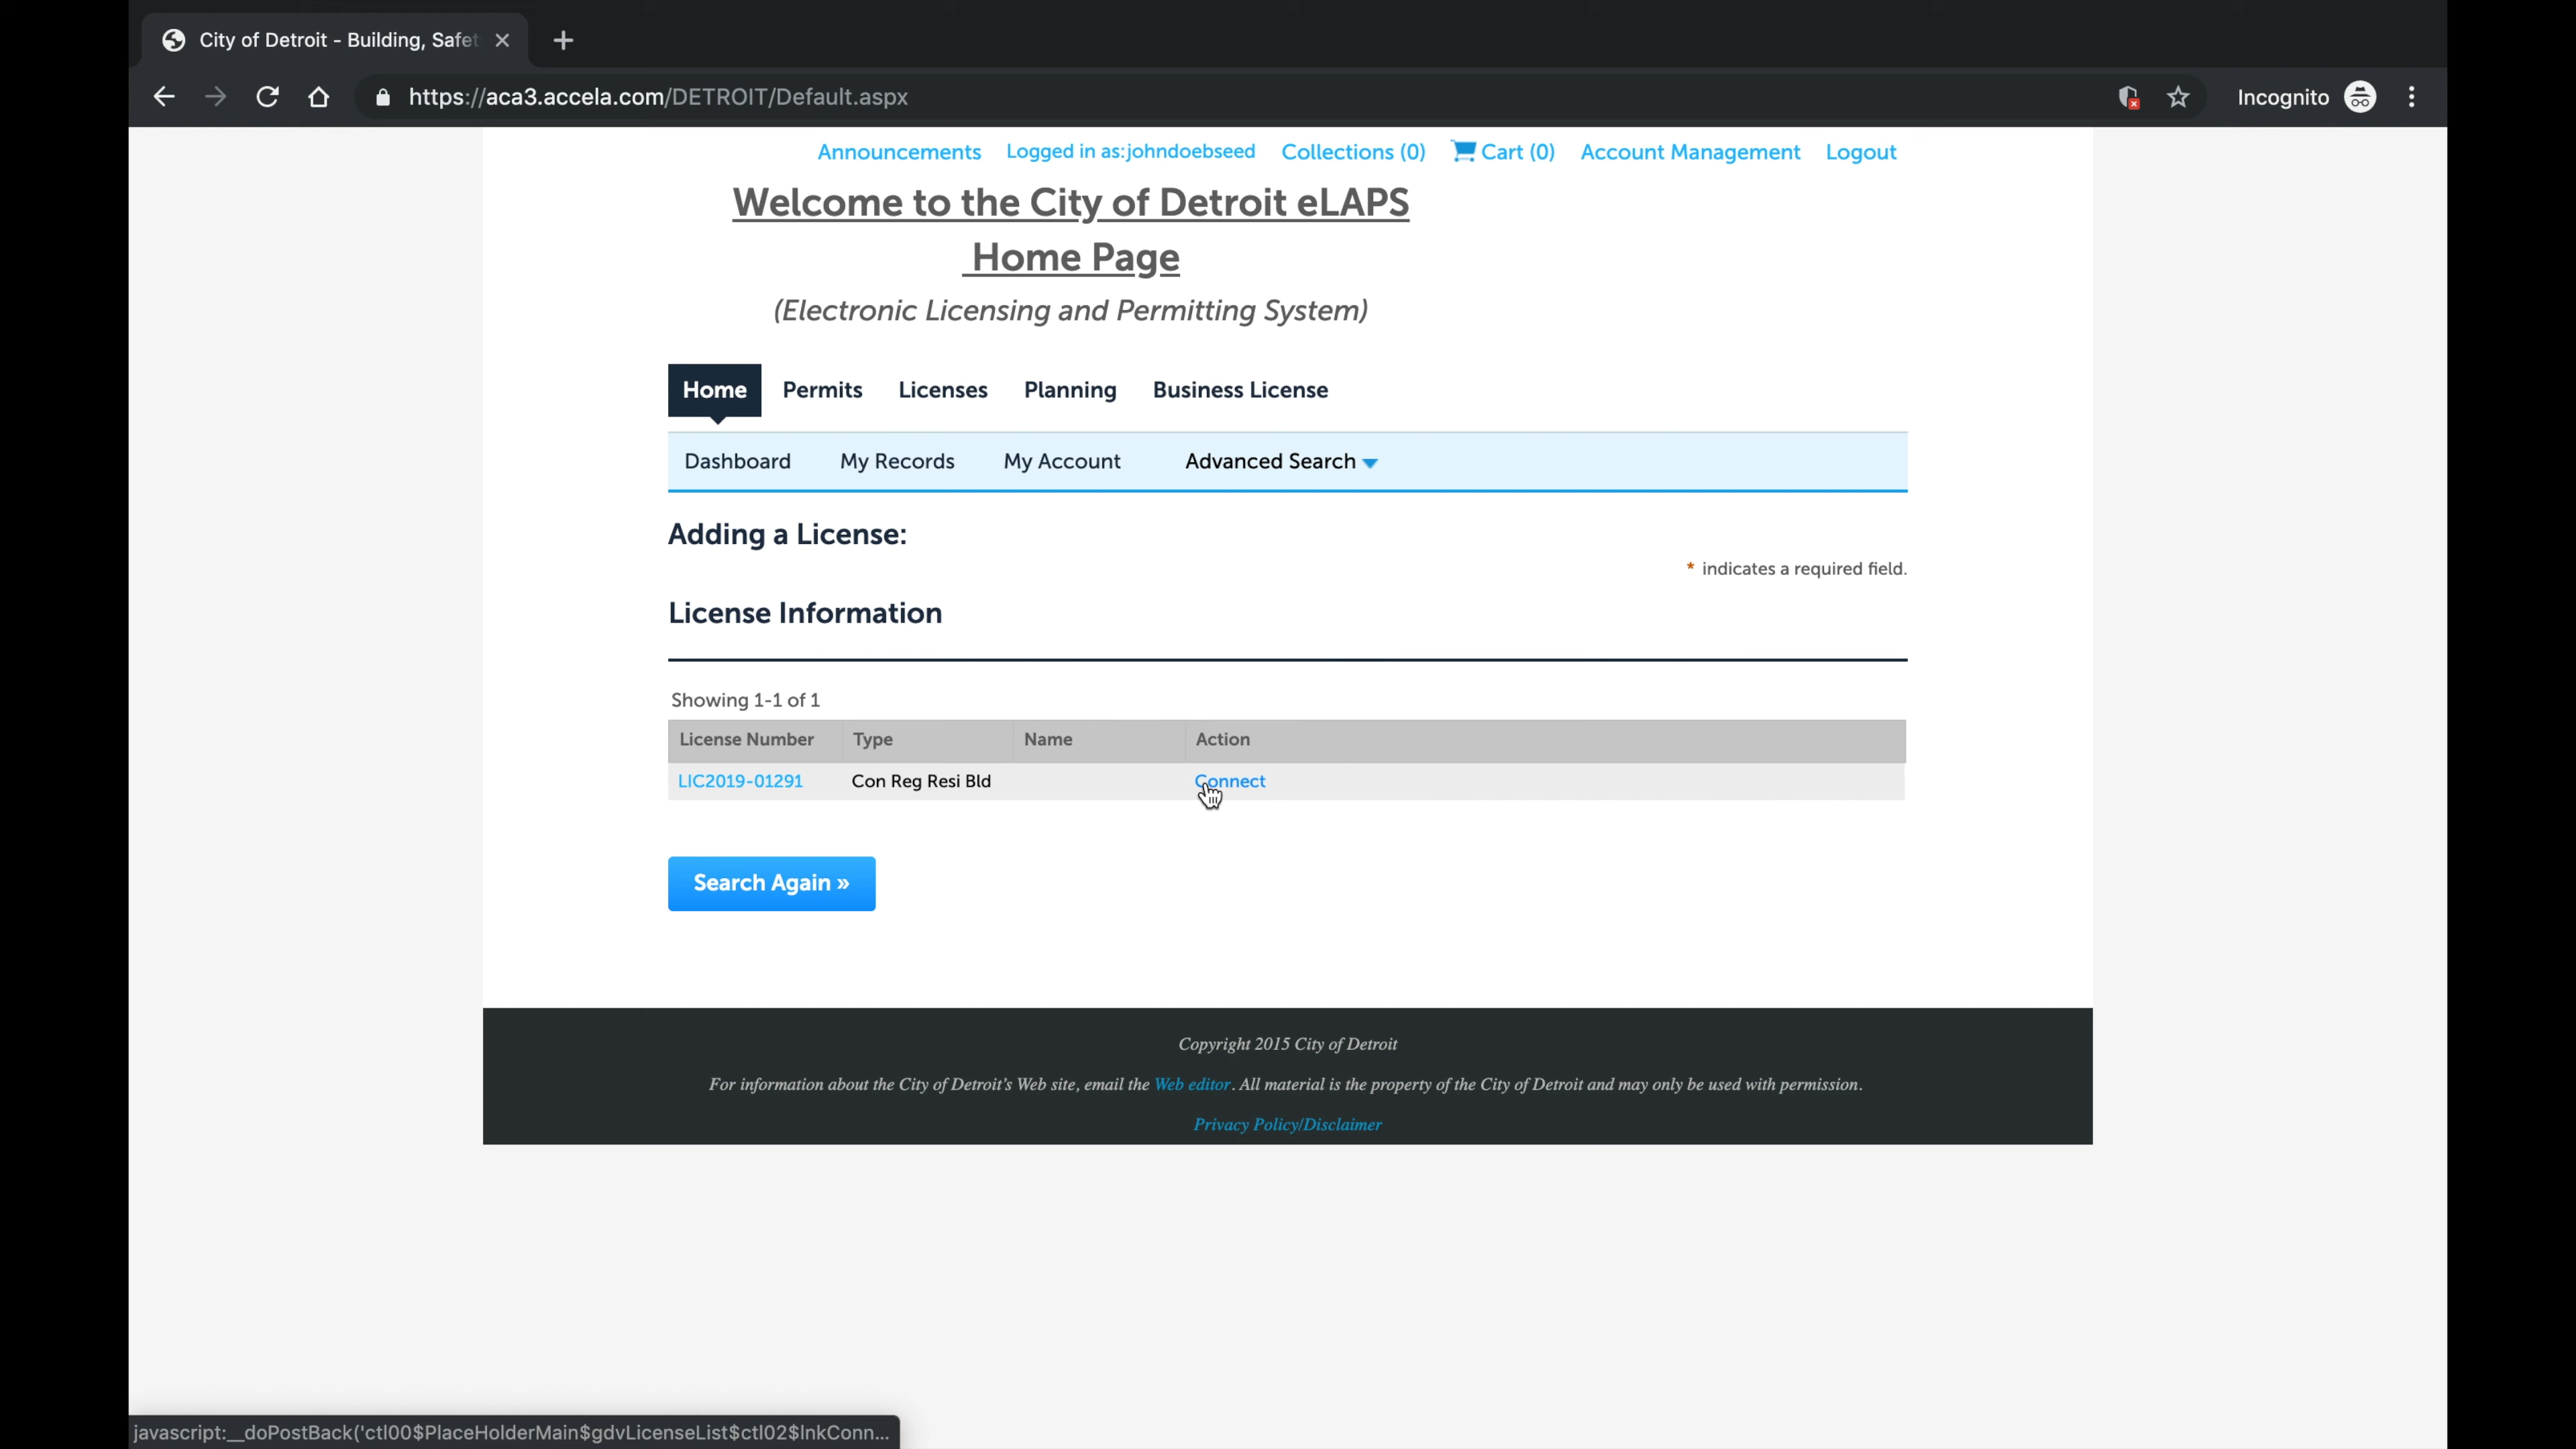 City of Detroit - Building, Safet
https://aca3.accela.com/DETROIT/Default.aspx
Incognito
Announcements Logged in as:johndoebseed Collections (0) Cart (0) Account Management Logout
Welcome to the City of Detroit eLAPS
Home Page
(Electronic Licensing and Permitting System)
Home Permits Licenses Planning Business License
Dashboard My Records My Account Advanced Search
Adding a License:
* indicates a required field.
License Information
Showing 1-1 of 1
License Number Type Name Action
LIC2019-01291 Con Reg Resi Bld Connect
Search Again »
Copyright 2015 City of Detroit
For information about the City of Detroit's Web site, email the Web editor. All material is the property of the City of Detroit and may only be used with permission.
Privacy Policy/Disclaimer
javascript:__doPostBack('ctl00$PlaceHolderMain$gdvLicenseList$ctl02$lnkConn...